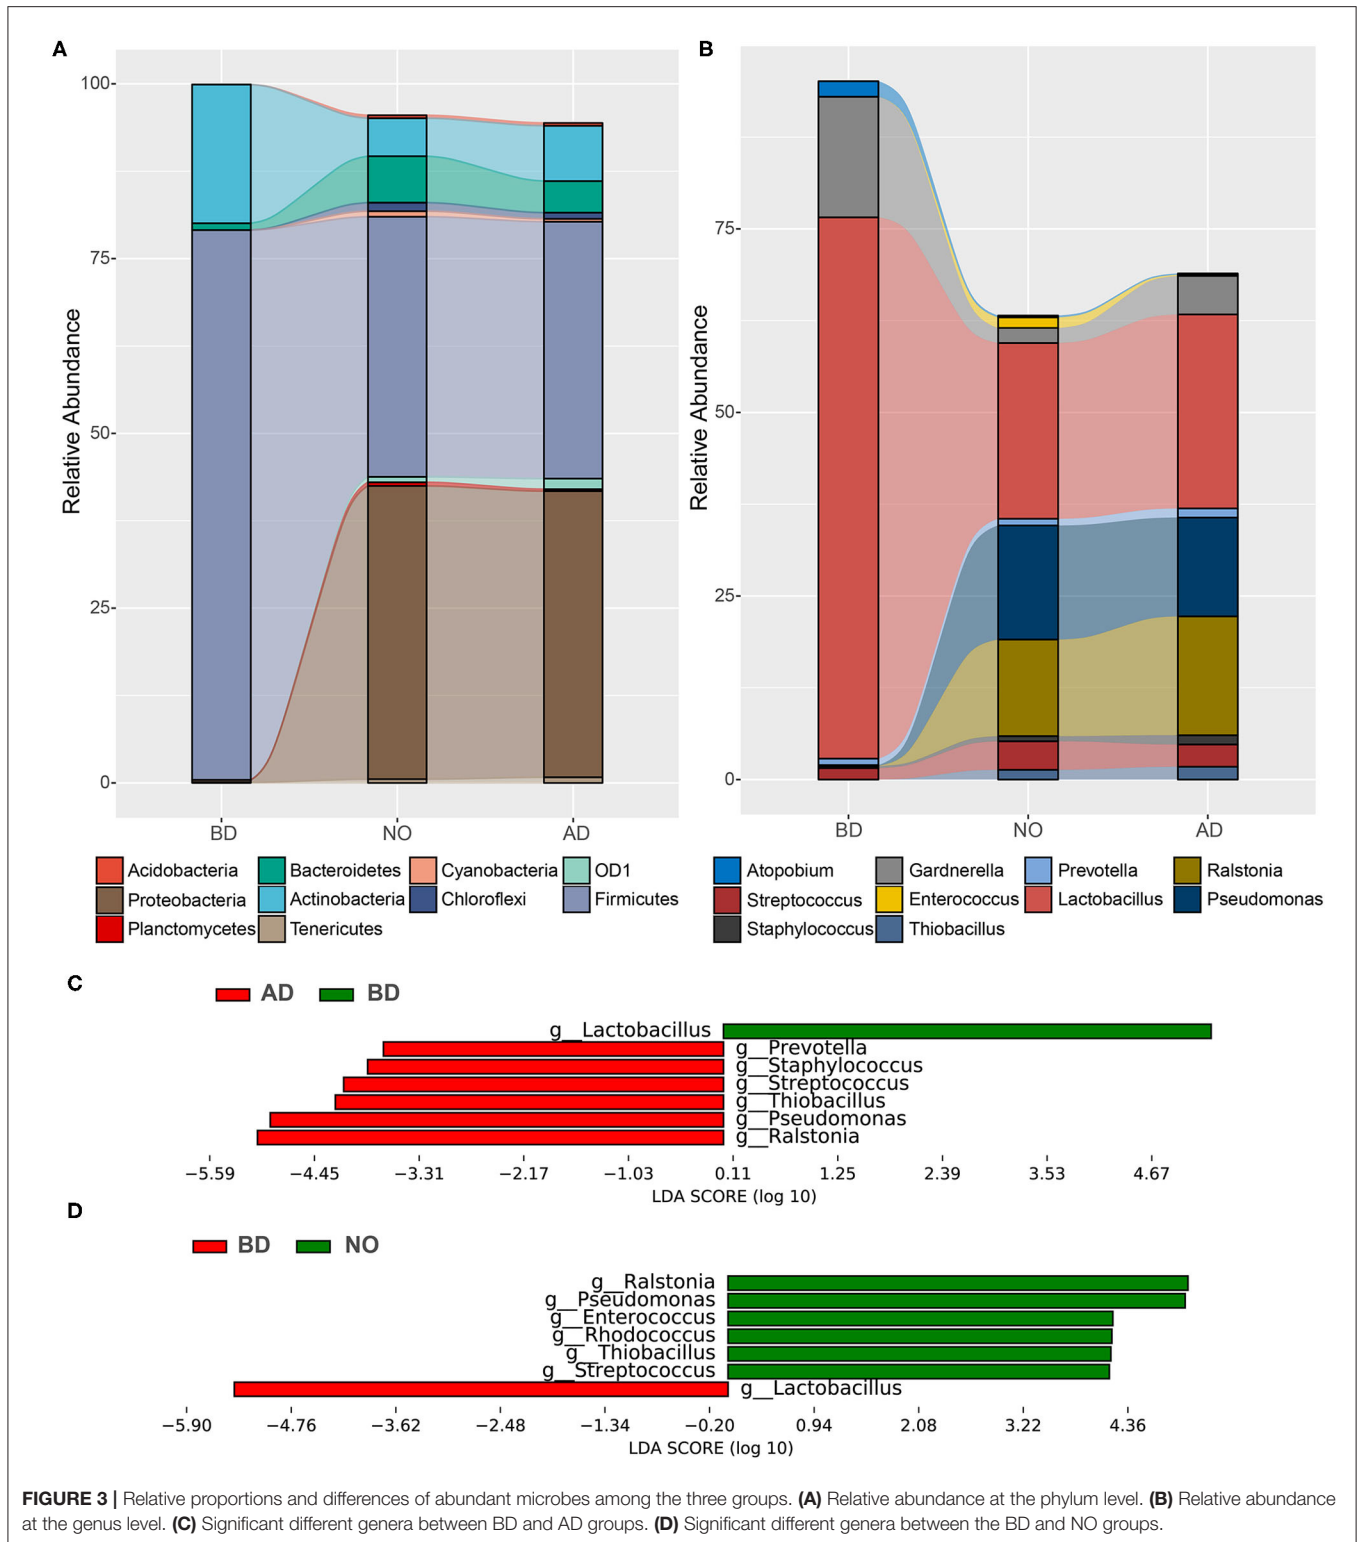 A
B
Relative Abundance
100
75
50
25
0
BD NO AD
Relative Abundance
75
50
25
0
BD NO AD
Acidobacteria Bacteroidetes Cyanobacteria OD1
Proteobacteria Actinobacteria Chloroflexi Firmicutes
Planctomycetes Tenericutes
Atopobium Gardnerella Prevotella Ralstonia
Streptococcus Enterococcus Lactobacillus Pseudomonas
Staphylococcus Thiobacillus
C
AD BD
g__Lactobacillus
g__Prevotella
g__Staphylococcus
g__Streptococcus
g__Thiobacillus
g__Pseudomonas
g__Ralstonia
−5.59 −4.45 −3.31 −2.17 −1.03 0.11 1.25 2.39 3.53 4.67
LDA SCORE (log 10)
D
BD NO
g__Ralstonia
g__Pseudomonas
g__Enterococcus
g__Rhodococcus
g__Thiobacillus
g__Streptococcus
g__Lactobacillus
−5.90 −4.76 −3.62 −2.48 −1.34 −0.20 0.94 2.08 3.22 4.36
LDA SCORE (log 10)
FIGURE 3 | Relative proportions and differences of abundant microbes among the three groups. (A) Relative abundance at the phylum level. (B) Relative abundance
at the genus level. (C) Significant different genera between BD and AD groups. (D) Significant different genera between the BD and NO groups.